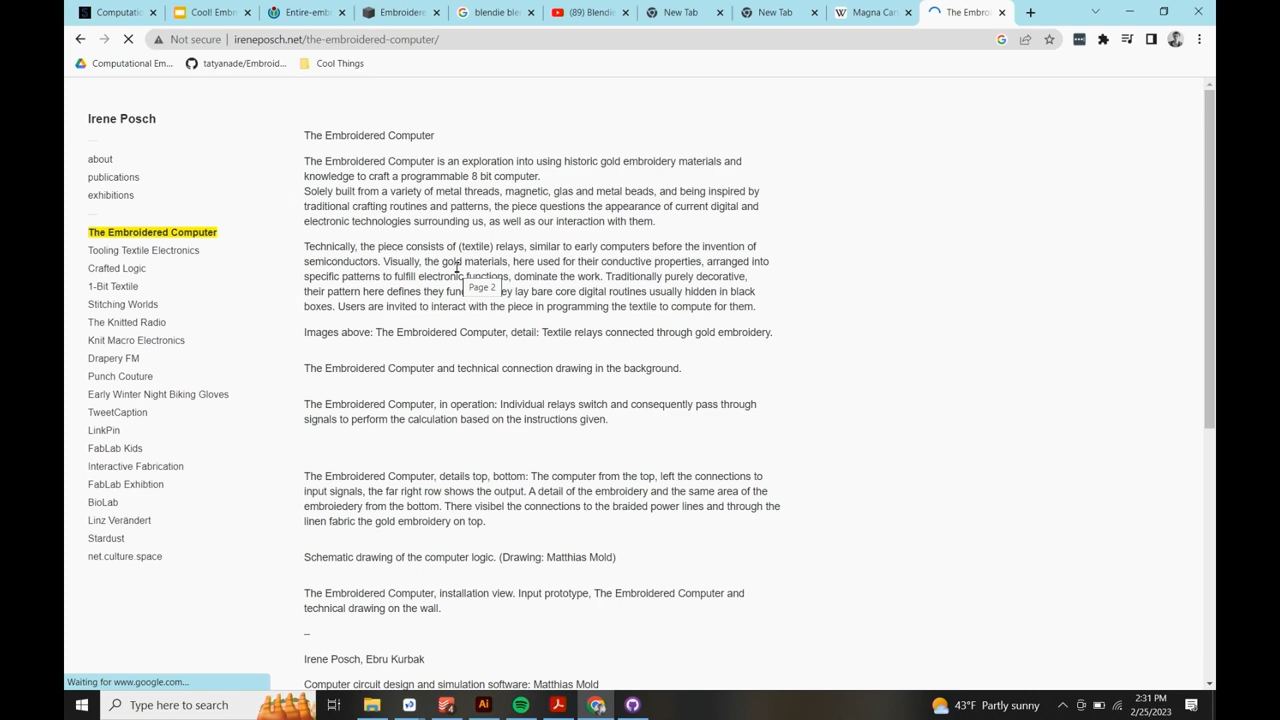 Computation
Cool! Embr
Entire-emb
Embroidere
blendie ble
(89) Blendie
New Tab
New Tab
Magna Car
The Embro
Not secure
ireneposch.net/the-embroidered-computer/
Computational Em...
tatyanade/Embroid...
Cool Things
Irene Posch
about
publications
exhibitions
The Embroidered Computer
Tooling Textile Electronics
Crafted Logic
1-Bit Textile
Stitching Worlds
The Knitted Radio
Knit Macro Electronics
Drapery FM
Punch Couture
Early Winter Night Biking Gloves
TweetCaption
LinkPin
FabLab Kids
Interactive Fabrication
FabLab Exhibtion
BioLab
Linz Verändert
Stardust
net.culture.space
The Embroidered Computer
The Embroidered Computer is an exploration into using historic gold embroidery materials and
knowledge to craft a programmable 8 bit computer.
Solely built from a variety of metal threads, magnetic, glas and metal beads, and being inspired by
traditional crafting routines and patterns, the piece questions the appearance of current digital and
electronic technologies surrounding us, as well as our interaction with them.
Technically, the piece consists of (textile) relays, similar to early computers before the invention of
semiconductors. Visually, the gold materials, here used for their conductive properties, arranged into
specific patterns to fulfill electronic functions, dominate the work. Traditionally purely decorative,
their pattern here defines they func Page 2 ey lay bare core digital routines usually hidden in black
boxes. Users are invited to interact with the piece in programming the textile to compute for them.
Images above: The Embroidered Computer, detail: Textile relays connected through gold embroidery.
The Embroidered Computer and technical connection drawing in the background.
The Embroidered Computer, in operation: Individual relays switch and consequently pass through
signals to perform the calculation based on the instructions given.
The Embroidered Computer, details top, bottom: The computer from the top, left the connections to
input signals, the far right row shows the output. A detail of the embroidery and the same area of the
embroiedery from the bottom. There visibel the connections to the braided power lines and through the
linen fabric the gold embroidery on top.
Schematic drawing of the computer logic. (Drawing: Matthias Mold)
The Embroidered Computer, installation view. Input prototype, The Embroidered Computer and
technical drawing on the wall.
–
Irene Posch, Ebru Kurbak
Computer circuit design and simulation software: Matthias Mold
Waiting for www.google.com...
Type here to search
43°F Partly sunny
2:31 PM
2/25/2023